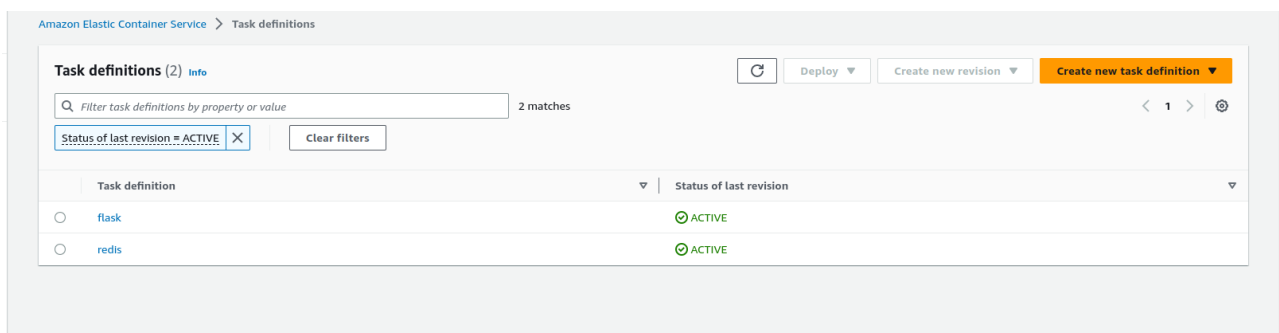 Amazon Elastic Container Service > Task definitions
Task definitions (2) Info
Deploy ▼
Create new revision ▼
Create new task definition ▼
Filter task definitions by property or value
2 matches
< 1 >
Status of last revision = ACTIVE
Clear filters
Task definition
Status of last revision
flask
ACTIVE
redis
ACTIVE